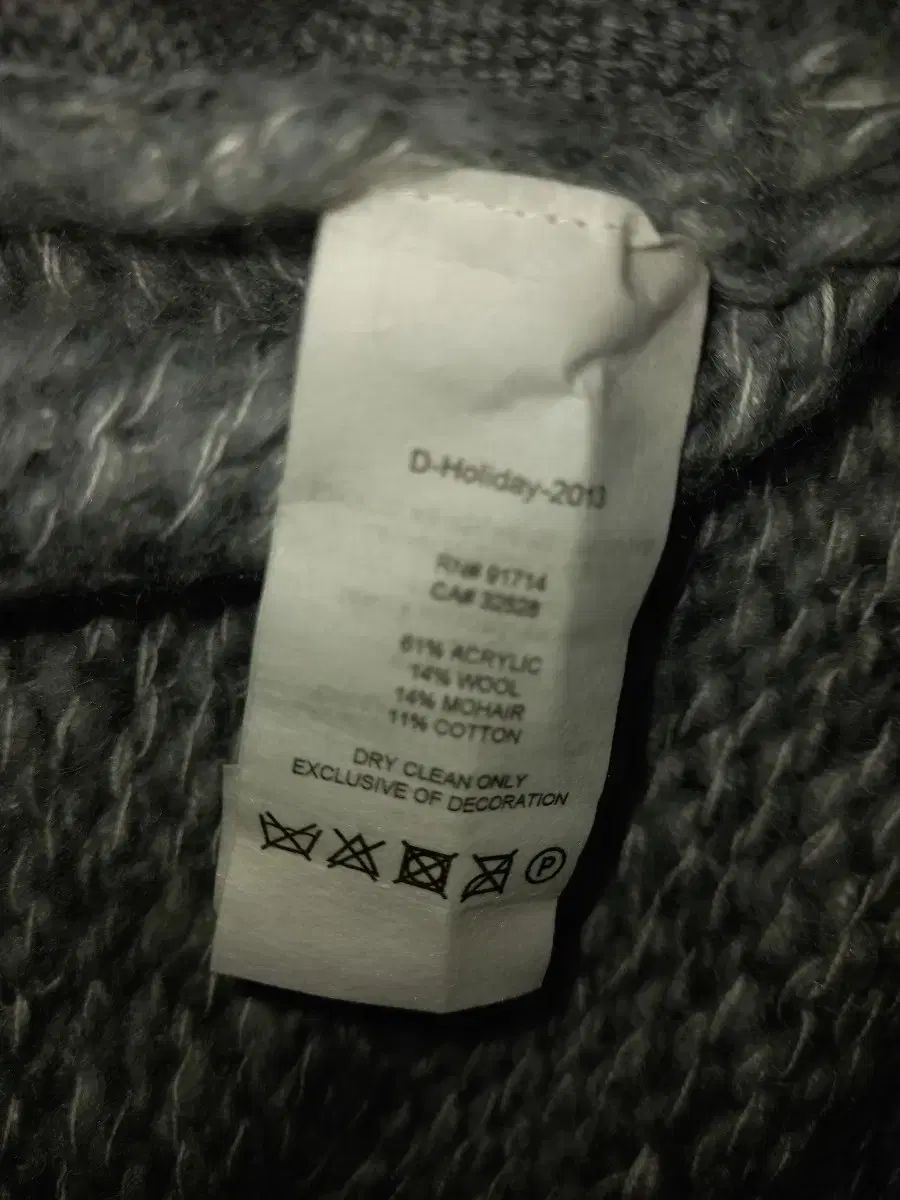 D-Holiday-2013
RN# 91714
CA# 32528
61% ACRYLIC
14% WOOL
14% MOHAIR
11% COTTON
DRY CLEAN ONLY
EXCLUSIVE OF DECORATION
P